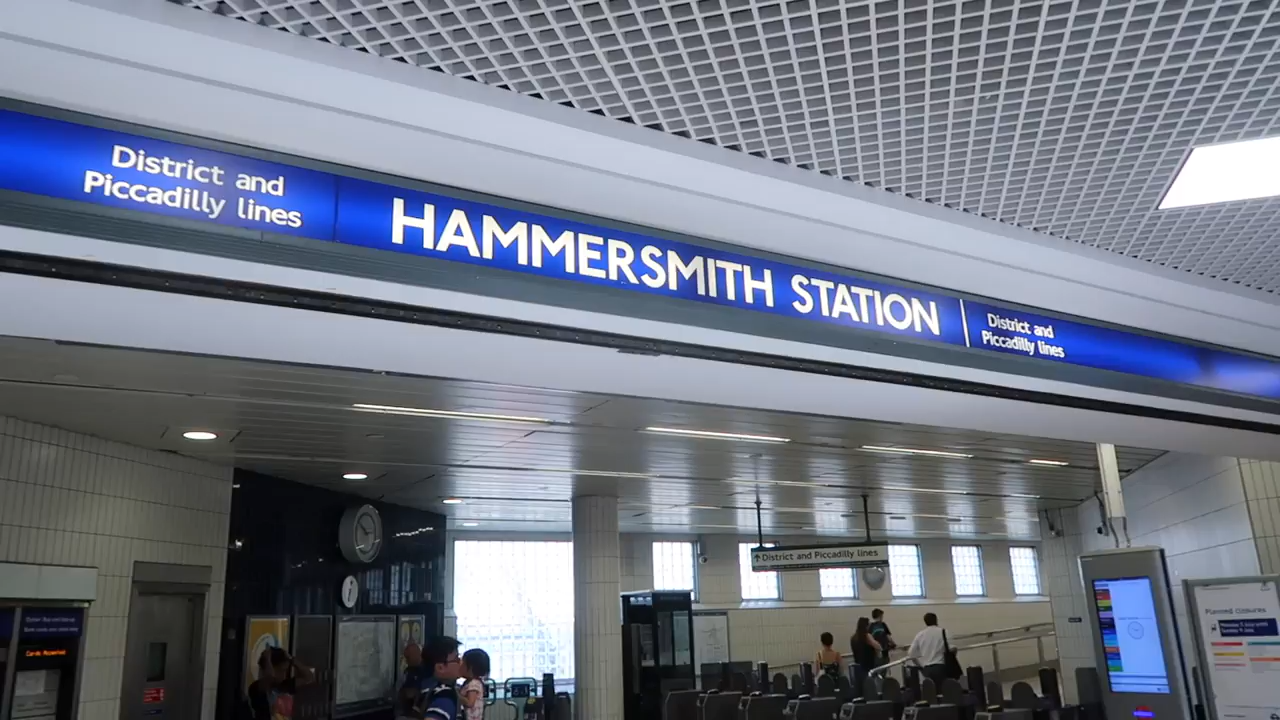 District and
Piccadilly lines
HAMMERSMITH STATION
District and
Piccadilly lines
District and Piccadilly lines
Planned closures